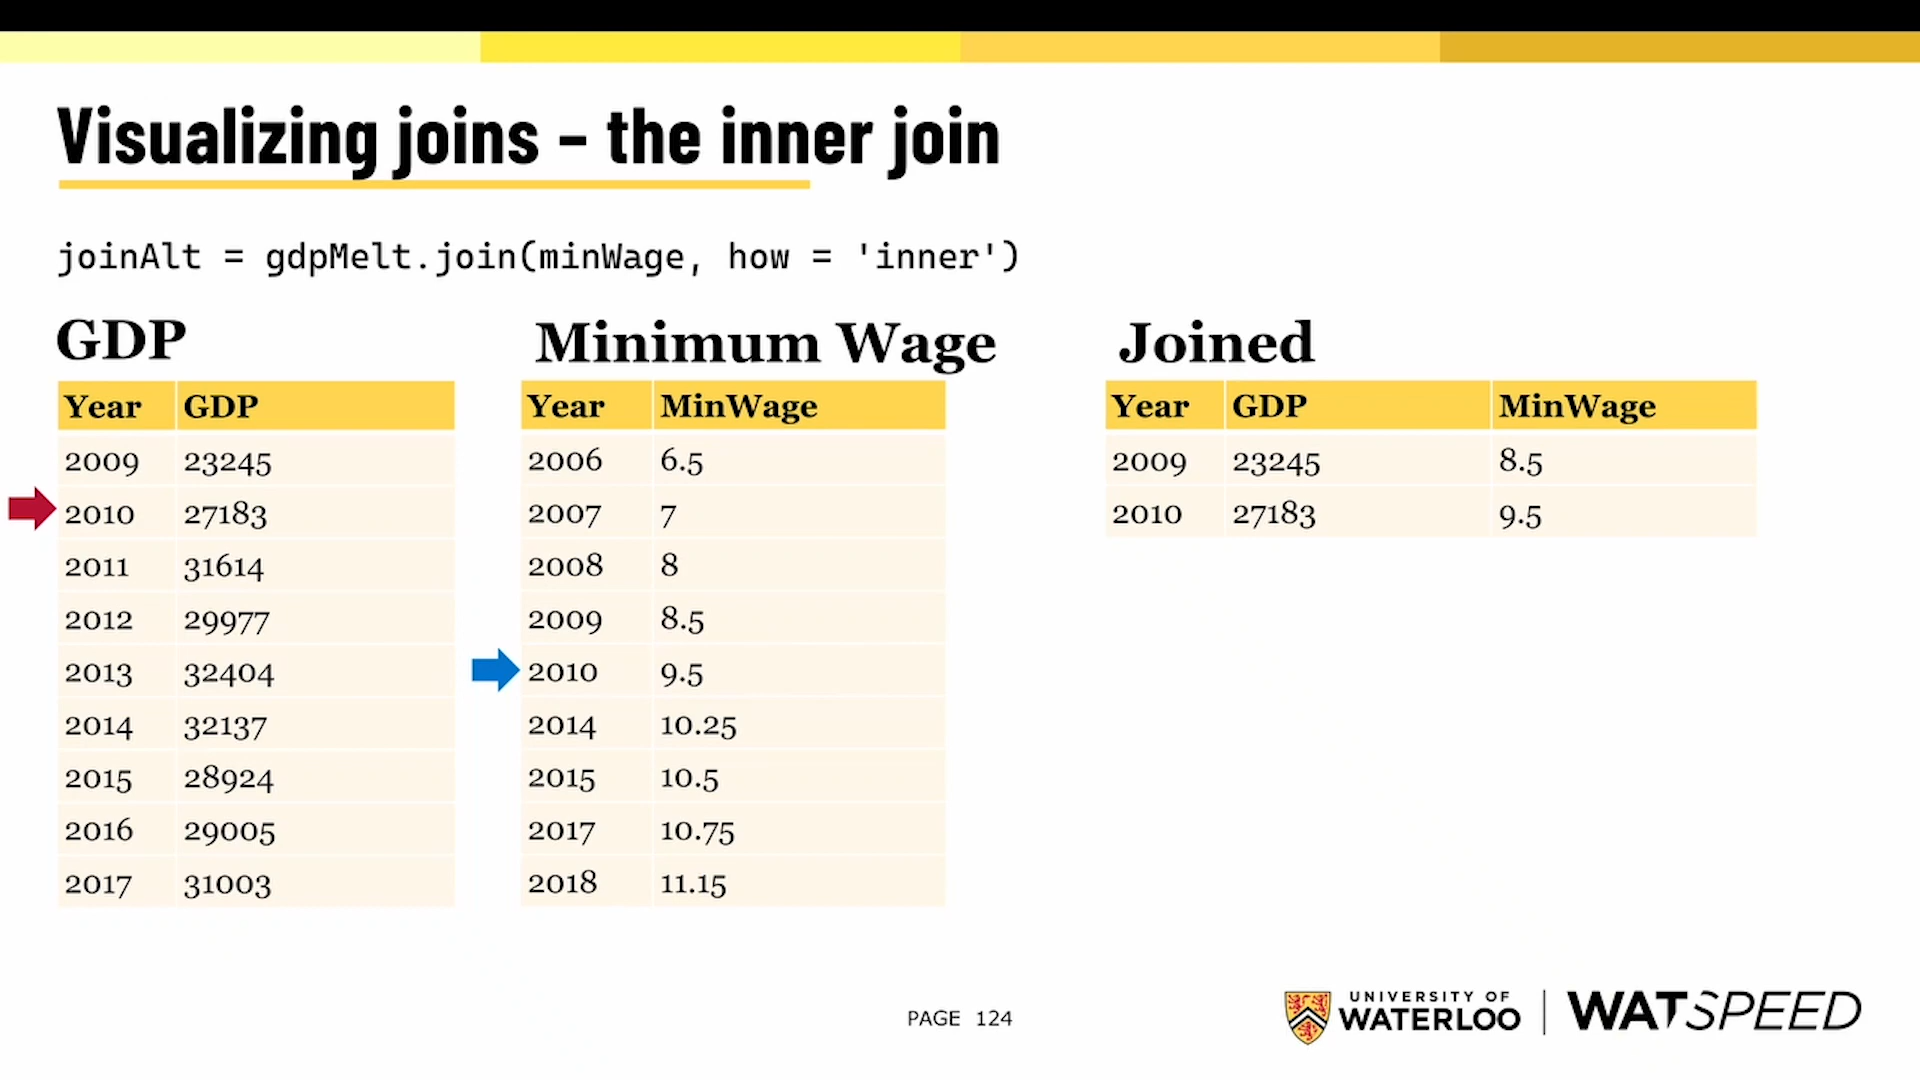 Visualizing joins – the inner join
joinAlt = gdpMelt.join(minWage, how = 'inner')
GDP
Year GDP
2009 23245
2010 27183
2011 31614
2012 29977
2013 32404
2014 32137
2015 28924
2016 29005
2017 31003
Minimum Wage
Year MinWage
2006 6.5
2007 7
2008 8
2009 8.5
2010 9.5
2014 10.25
2015 10.5
2017 10.75
2018 11.15
Joined
Year GDP MinWage
2009 23245 8.5
2010 27183 9.5
PAGE 124
UNIVERSITY OF
WATERLOO
WATSPEED